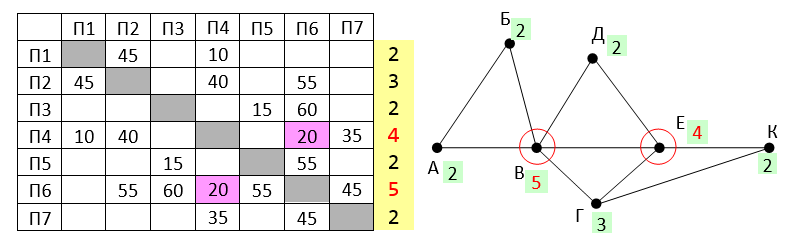 П1 П2 П3 П4 П5 П6 П7
П1 45 10 2
П2 45 40 55 3
П3 15 60 2
П4 10 40 20 35 4
П5 15 55 2
П6 55 60 20 55 45 5
П7 35 45 2
Б 2
Д 2
Е 4
К 2
А 2
В 5
Г 3